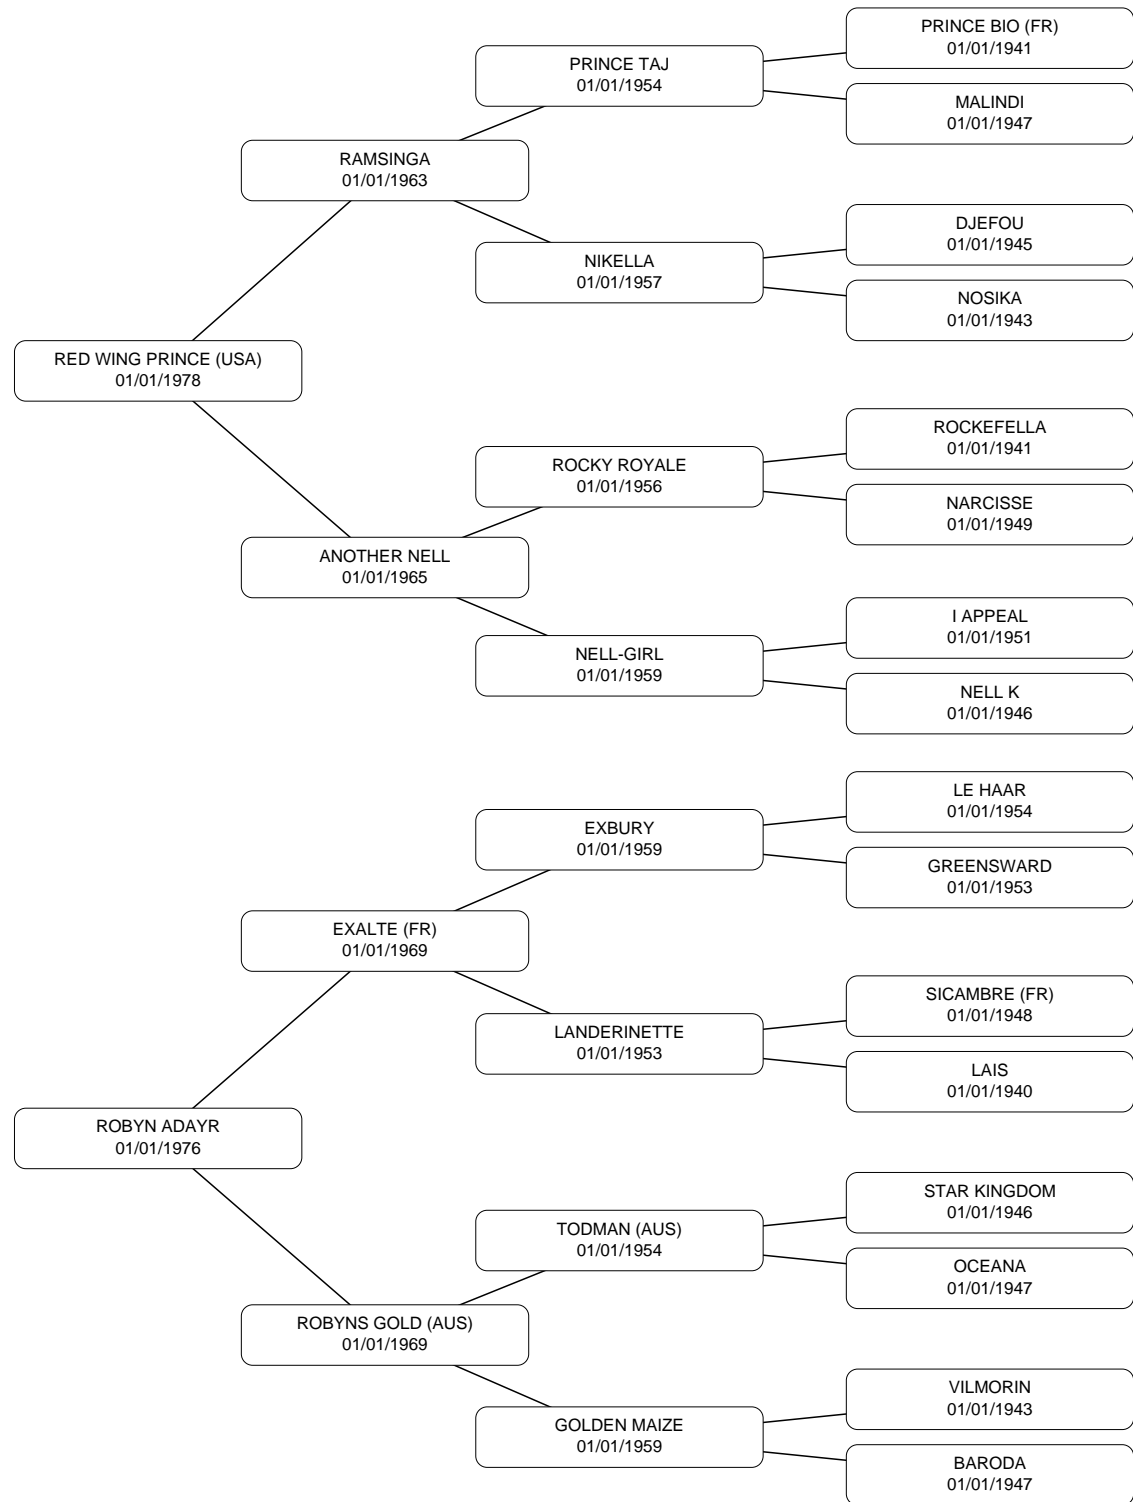 PRINCE BIO (FR)
01/01/1941
PRINCE TAJ
01/01/1954
MALINDI
01/01/1947
RAMSINGA
01/01/1963
DJEFOU
01/01/1945
NIKELLA
01/01/1957
NOSIKA
01/01/1943
RED WING PRINCE (USA)
01/01/1978
ROCKEFELLA
01/01/1941
ROCKY ROYALE
01/01/1956
NARCISSE
01/01/1949
ANOTHER NELL
01/01/1965
I APPEAL
01/01/1951
NELL-GIRL
01/01/1959
NELL K
01/01/1946
LE HAAR
01/01/1954
EXBURY
01/01/1959
GREENSWARD
01/01/1953
EXALTE (FR)
01/01/1969
SICAMBRE (FR)
01/01/1948
LANDERINETTE
01/01/1953
LAIS
01/01/1940
ROBYN ADAYR
01/01/1976
STAR KINGDOM
01/01/1946
TODMAN (AUS)
01/01/1954
OCEANA
01/01/1947
ROBYNS GOLD (AUS)
01/01/1969
VILMORIN
01/01/1943
GOLDEN MAIZE
01/01/1959
BARODA
01/01/1947